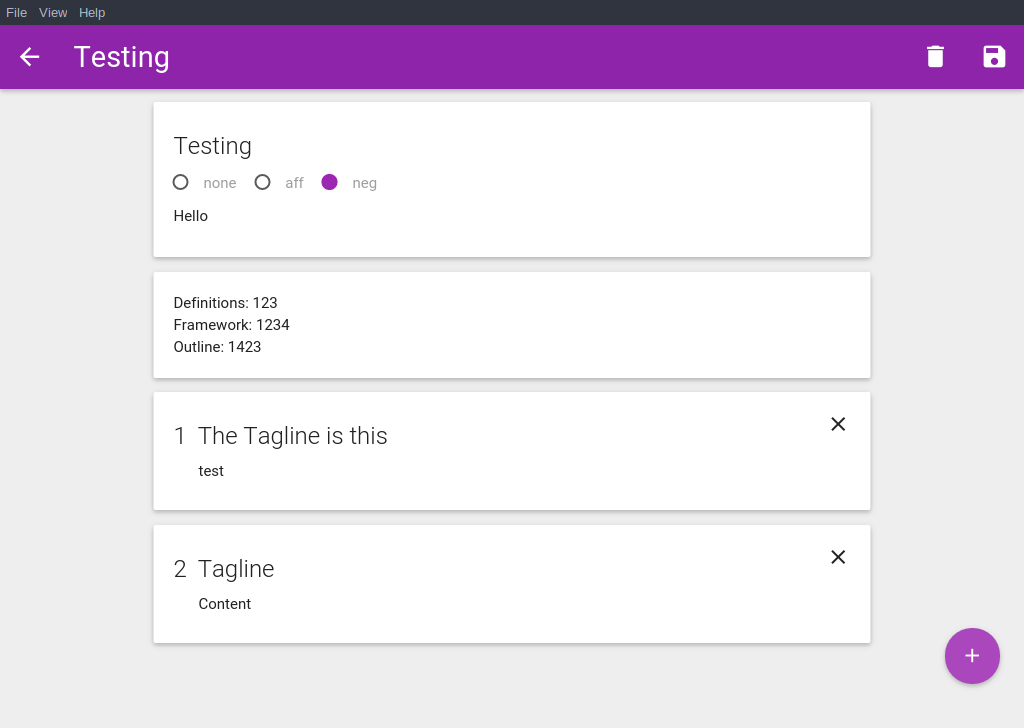 File View Help
Testing
Testing
none aff neg
Hello
Definitions: 123
Framework: 1234
Outline: 1423
1 The Tagline is this
test
2 Tagline
Content